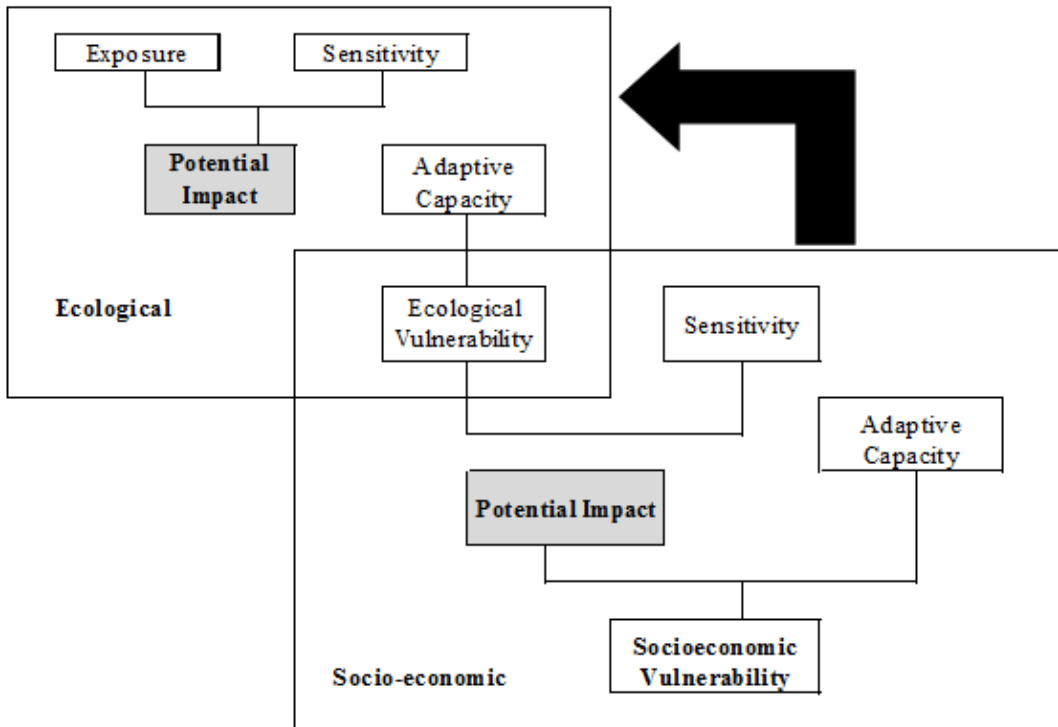 Exposure
Sensitivity
Potential
Impact
Adaptive
Capacity
Ecological
Ecological
Vulnerability
Sensitivity
Adaptive
Capacity
Potential Impact
Socioeconomic
Vulnerability
Socio-economic